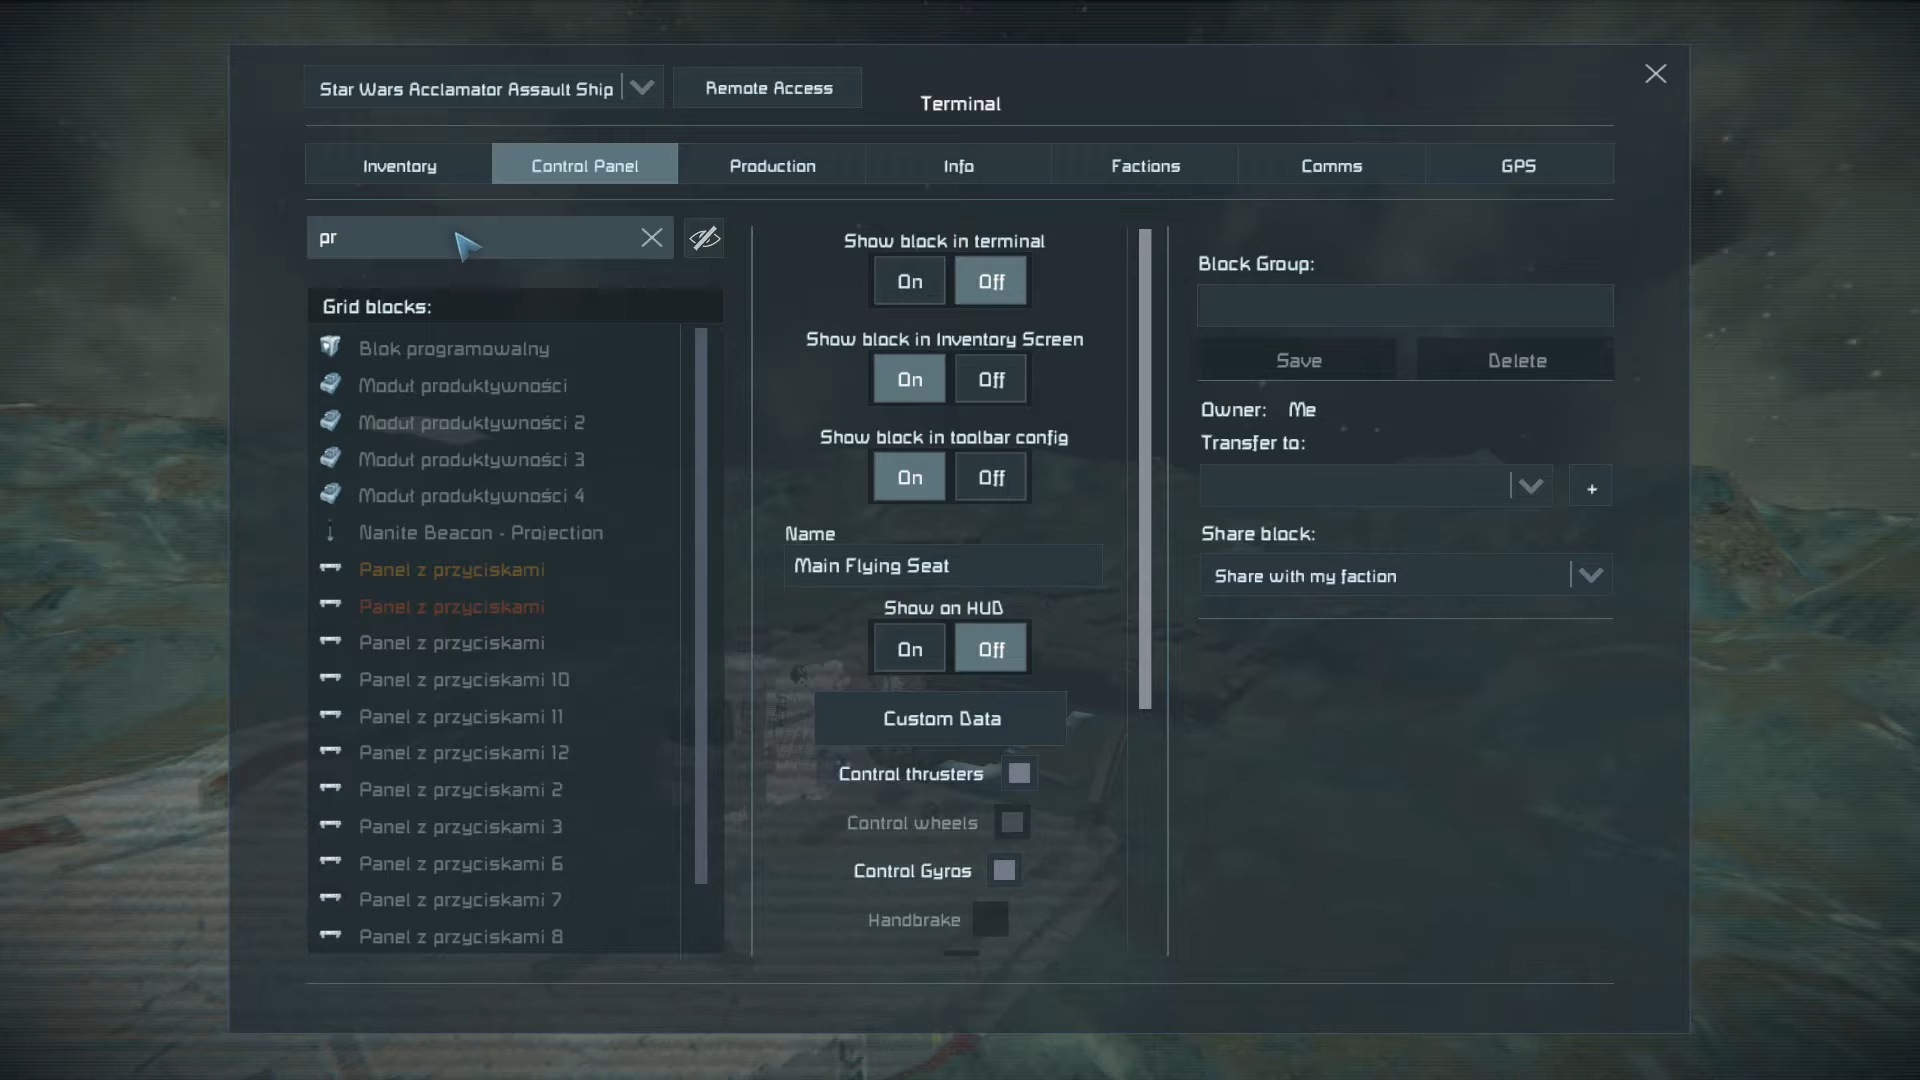 Star Wars Acclamator Assault Ship
Remote Access
Terminal
Inventory
Control Panel
Production
Info
Factions
Comms
GPS
pr
Grid blocks:
Blok programowalny
Moduł produktywności
Moduł produktywności 2
Moduł produktywności 3
Moduł produktywności 4
Nanite Beacon - Projection
Panel z przyciskami
Panel z przyciskami
Panel z przyciskami
Panel z przyciskami 10
Panel z przyciskami 11
Panel z przyciskami 12
Panel z przyciskami 2
Panel z przyciskami 3
Panel z przyciskami 6
Panel z przyciskami 7
Panel z przyciskami 8
Show block in terminal
On Off
Show block in Inventory Screen
On Off
Show block in toolbar config
On Off
Name
Main Flying Seat
Show on HUD
On Off
Custom Data
Control thrusters
Control wheels
Control Gyros
Handbrake
Block Group:
Save Delete
Owner: Me
Transfer to:
+
Share block:
Share with my faction